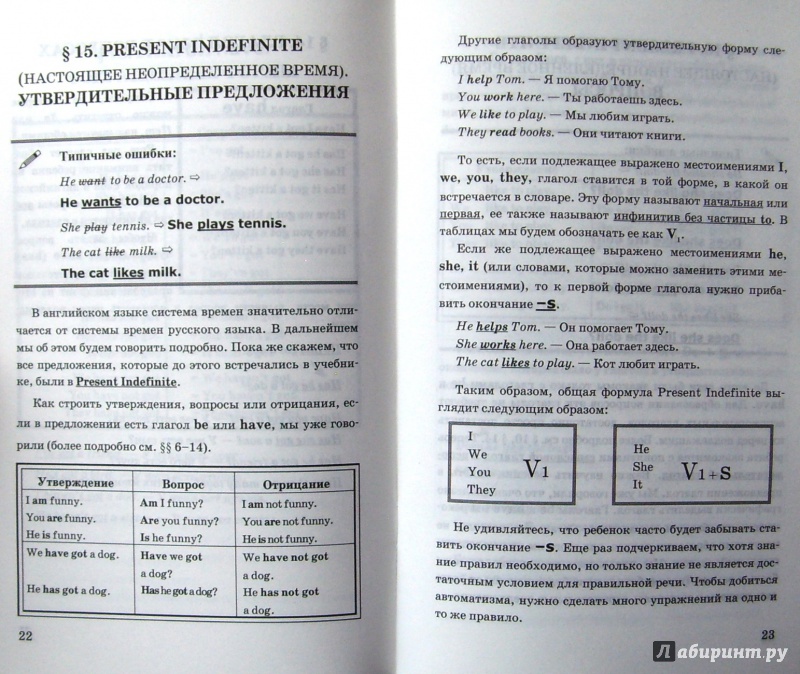 § 15. PRESENT INDEFINITE
(НАСТОЯЩЕЕ НЕОПРЕДЕЛЕННОЕ ВРЕМЯ).
УТВЕРДИТЕЛЬНЫЕ ПРЕДЛОЖЕНИЯ
Типичные ошибки:
He want to be a doctor. ⇨
He wants to be a doctor.
She play tennis. ⇨ She plays tennis.
The cat like milk. ⇨
The cat likes milk.
В английском языке система времен значительно отли-
чается от системы времен русского языка. В дальнейшем
мы об этом будем говорить подробно. Пока же скажем, что
все предложения, которые до этого встречались в учебни-
ке, были в Present Indefinite.
Как строить утверждения, вопросы или отрицания, ес-
ли в предложении есть глагол be или have, мы уже гово-
рили (более подробно см. §§ 6–14).
Утверждение Вопрос Отрицание
I am funny. Am I funny? I am not funny.
You are funny. Are you funny? You are not funny.
He is funny. Is he funny? He is not funny.
We have got a dog. Have we got We have not got
a dog? a dog.
He has got a dog. Has he got a dog? He has not got
a dog.
22
Другие глаголы образуют утвердительную форму сле-
дующим образом:
I help Tom. — Я помогаю Тому.
You work here. — Ты работаешь здесь.
We like to play. — Мы любим играть.
They read books. — Они читают книги.
То есть, если подлежащее выражено местоимениями I,
we, you, they, глагол ставится в той форме, в какой он
встречается в словаре. Эту форму называют начальная или
первая, ее также называют инфинитив без частицы to. В
таблицах мы будем обозначать ее как V1.
Если же подлежащее выражено местоимениями he,
she, it (или словами, которые можно заменить этими ме-
стоимениями), то к первой форме глагола нужно приба-
вить окончание –s.
He helps Tom. — Он помогает Тому.
She works here. — Она работает здесь.
The cat likes to play. — Кот любит играть.
Таким образом, общая формула Present Indefinite вы-
глядит следующим образом:
I
We
You
They
V1
He
She
It
V1+S
Не удивляйтесь, что ребенок часто будет забывать ста-
вить окончание –s. Еще раз подчеркиваем, что хотя зна-
ние правил необходимо, но только знание не является дос-
таточным условием для правильной речи. Чтобы добиться
автоматизма, нужно сделать много упражнений на одно и
то же правило.
23
Лабиринт.ру